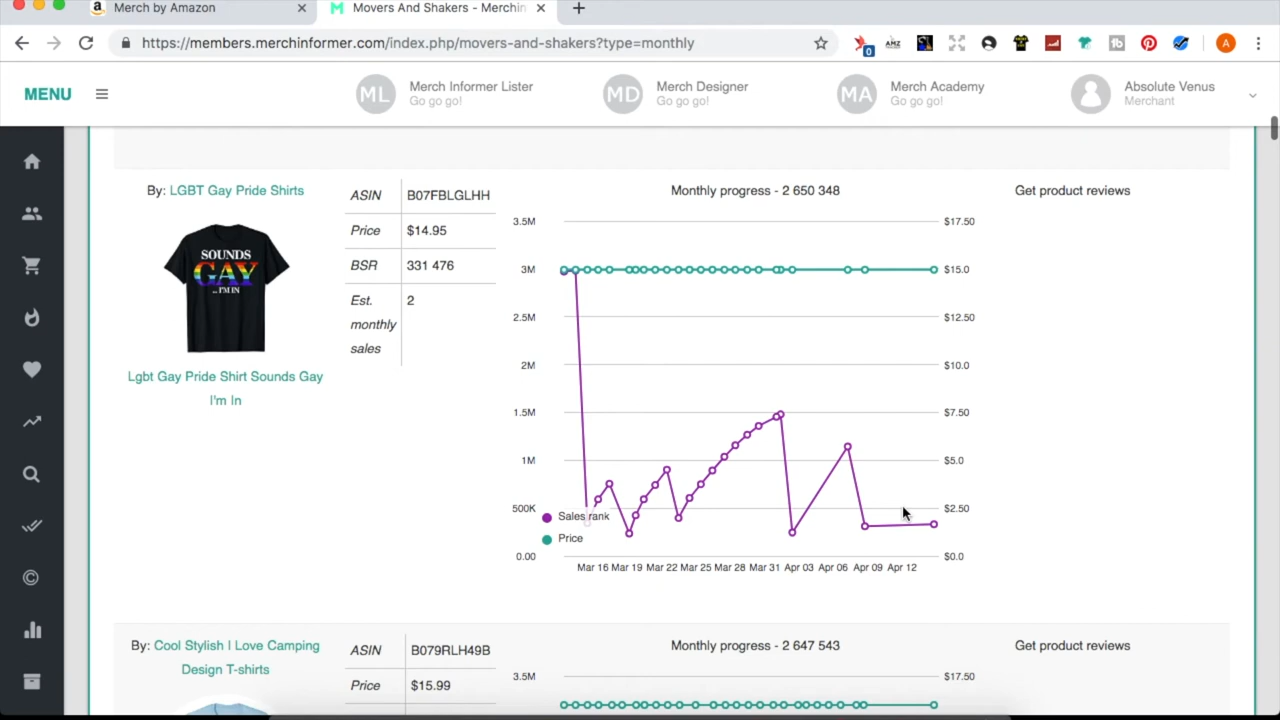 Merch by Amazon
Movers And Shakers - Merchin
https://members.merchinformer.com/index.php/movers-and-shakers?type=monthly
0
A
MENU
ML
Merch Informer Lister
Go go go!
MD
Merch Designer
Go go go!
MA
Merch Academy
Go go go!
Absolute Venus
Merchant
By: LGBT Gay Pride Shirts
SOUNDS
GAY
...I'M IN
Lgbt Gay Pride Shirt Sounds Gay
I'm In
ASIN B07FBLGLHH
Price $14.95
BSR 331 476
Est. 2
monthly
sales
Monthly progress - 2 650 348
3.5M $17.50
3M $15.0
2.5M $12.50
2M $10.0
1.5M $7.50
1M $5.0
500K $2.50
0.00 $0.0
Sales rank
Price
Mar 16 Mar 19 Mar 22 Mar 25 Mar 28 Mar 31 Apr 03 Apr 06 Apr 09 Apr 12
Get product reviews
By: Cool Stylish I Love Camping
Design T-shirts
ASIN B079RLH49B
Price $15.99
Monthly progress - 2 647 543
3.5M $17.50
Get product reviews